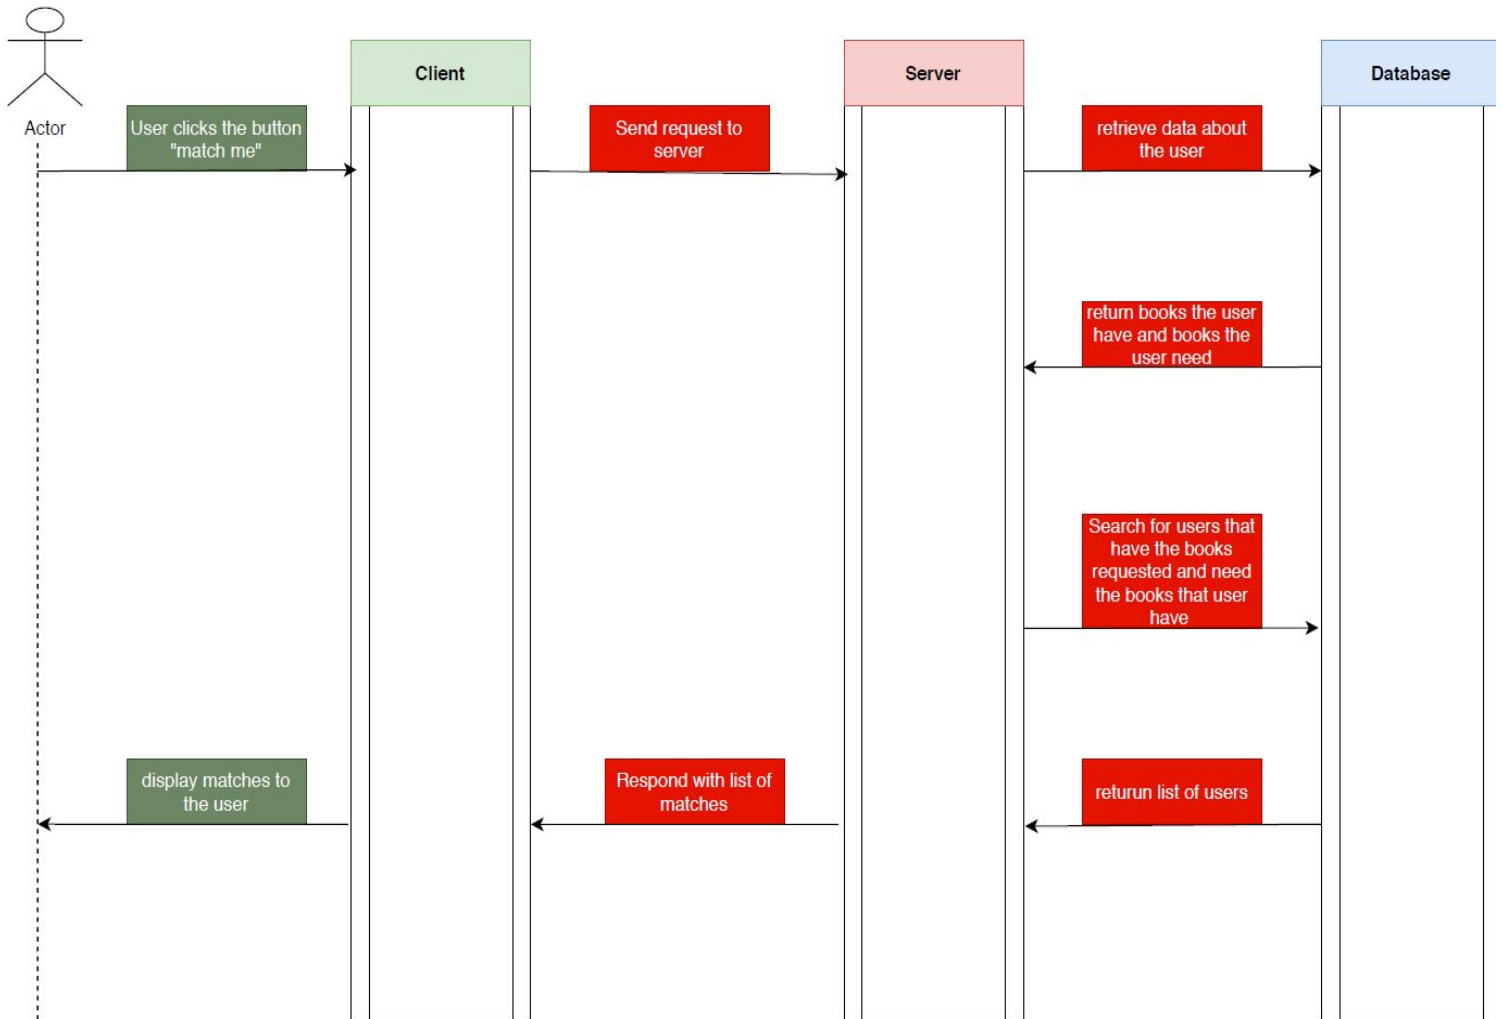 Client
Server
Database
Actor
User clicks the button
"match me"
Send request to
server
retrieve data about
the user
return books the user
have and books the
user need
Search for users that
have the books
requested and need
the books that user
have
display matches to
the user
Respond with list of
matches
returun list of users